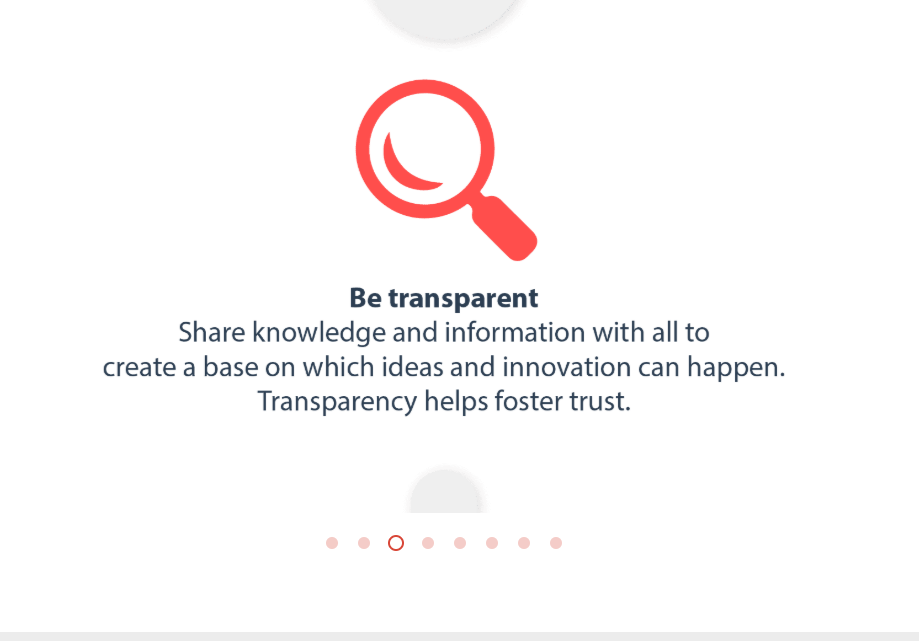 Be transparent
Share knowledge and information with all to
create a base on which ideas and innovation can happen.
Transparency helps foster trust.